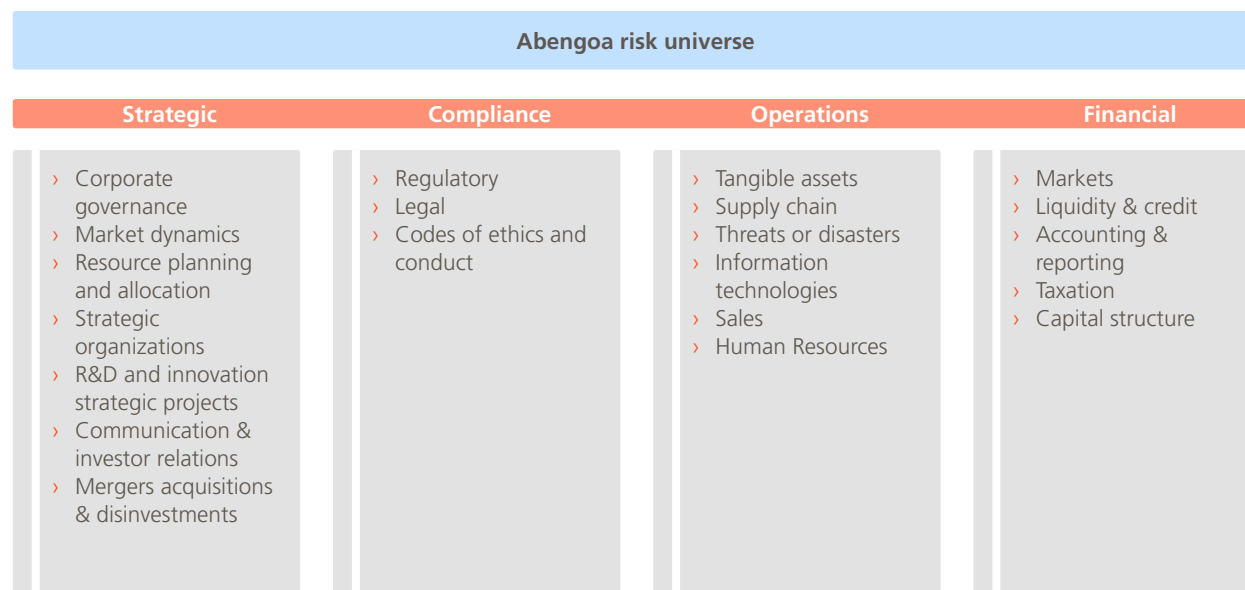 Abengoa risk universe
Strategic
Compliance
Operations
Financial
› Corporate
governance
› Market dynamics
› Resource planning
and allocation
› Strategic
organizations
› R&D and innovation
strategic projects
› Communication &
investor relations
› Mergers acquisitions
& disinvestments
› Regulatory
› Legal
› Codes of ethics and
conduct
› Tangible assets
› Supply chain
› Threats or disasters
› Information
technologies
› Sales
› Human Resources
› Markets
› Liquidity & credit
› Accounting &
reporting
› Taxation
› Capital structure